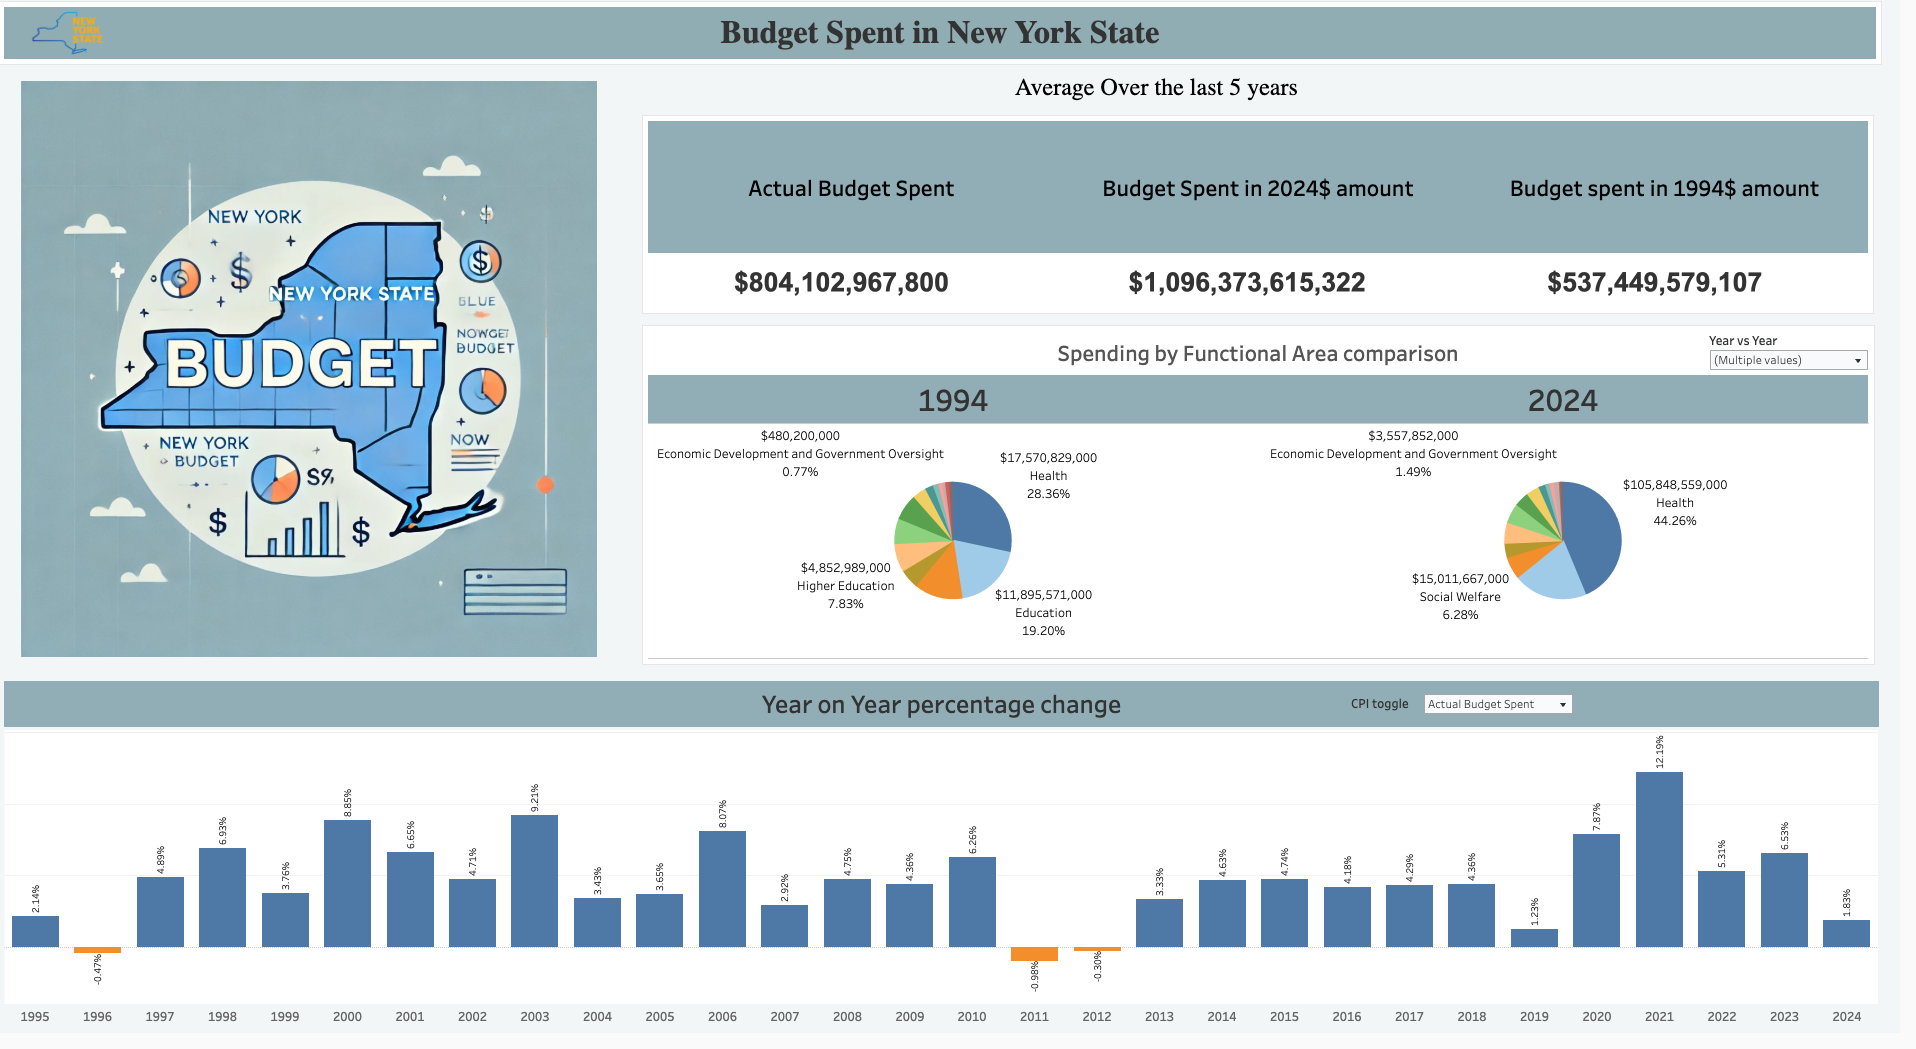 NEW
YORK
STATE
Budget Spent in New York State
NEW YORK
$
$
$
$
NEW YORK STATE
BLUE
NOWGET
BUDGET
BUDGET
NEW YORK
BUDGET
NOW
$
$
Average Over the last 5 years
Actual Budget Spent
Budget Spent in 2024$ amount
Budget spent in 1994$ amount
$804,102,967,800
$1,096,373,615,322
$537,449,579,107
Spending by Functional Area comparison
Year vs Year
(Multiple values)
1994
2024
$480,200,000
Economic Development and Government Oversight
0.77%
$17,570,829,000
Health
28.36%
$4,852,989,000
Higher Education
7.83%
$11,895,571,000
Education
19.20%
$3,557,852,000
Economic Development and Government Oversight
1.49%
$105,848,559,000
Health
44.26%
$15,011,667,000
Social Welfare
6.28%
Year on Year percentage change
CPI toggle
Actual Budget Spent
2.14%
-0.47%
4.89%
6.93%
3.76%
8.85%
6.65%
4.71%
9.21%
3.43%
3.65%
8.07%
2.92%
4.75%
4.36%
6.26%
-0.98%
-0.30%
3.33%
4.63%
4.74%
4.18%
4.29%
4.36%
1.23%
7.87%
12.19%
5.31%
6.53%
1.83%
1995 1996 1997 1998 1999 2000 2001 2002 2003 2004 2005 2006 2007 2008 2009 2010 2011 2012 2013 2014 2015 2016 2017 2018 2019 2020 2021 2022 2023 2024